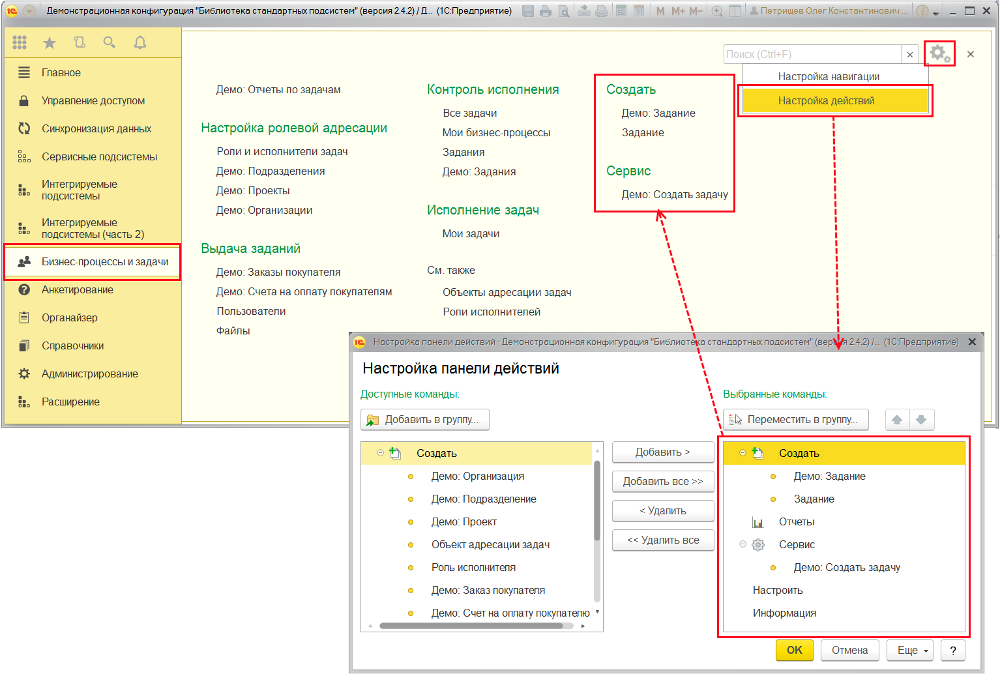 Демонстрационная конфигурация "Библиотека стандартных подсистем" (версия 2.4.2) / Д... (1С:Предприятие)
M M+ M-
31
Петрищев Олег Константинович ...
Поиск (Ctrl+F)
Настройка навигации
Настройка действий
Главное
Управление доступом
Синхронизация данных
Сервисные подсистемы
Интегрируемые
подсистемы
Интегрируемые
подсистемы (часть 2)
Бизнес-процессы и задачи
Анкетирование
Органайзер
Справочники
Администрирование
Расширение
Демо: Отчеты по задачам
Настройка ролевой адресации
Роли и исполнители задач
Демо: Подразделения
Демо: Проекты
Демо: Организации
Выдача заданий
Демо: Заказы покупателя
Демо: Счета на оплату покупателям
Пользователи
Файлы
Контроль исполнения
Все задачи
Мои бизнес-процессы
Задания
Демо: Задания
Исполнение задач
Мои задачи
См. также
Объекты адресации задач
Роли исполнителей
Создать
Демо: Задание
Задание
Сервис
Демо: Создать задачу
Настройка панели действий - Демонстрационная конфигурация "Библиотека стандартных подсистем" (версия 2.4.2) /... (1С:Предприятие)
Настройка панели действий
Доступные команды:
Добавить в группу...
Создать
Демо: Организация
Демо: Подразделение
Демо: Проект
Объект адресации задач
Роль исполнителя
Демо: Заказ покупателя
Демо: Счет на оплату покупателю
Добавить >
Добавить все >>
< Удалить
<< Удалить все
Выбранные команды:
Переместить в группу...
Создать
Демо: Задание
Задание
Отчеты
Сервис
Демо: Создать задачу
Настроить
Информация
OK
Отмена
Еще
?